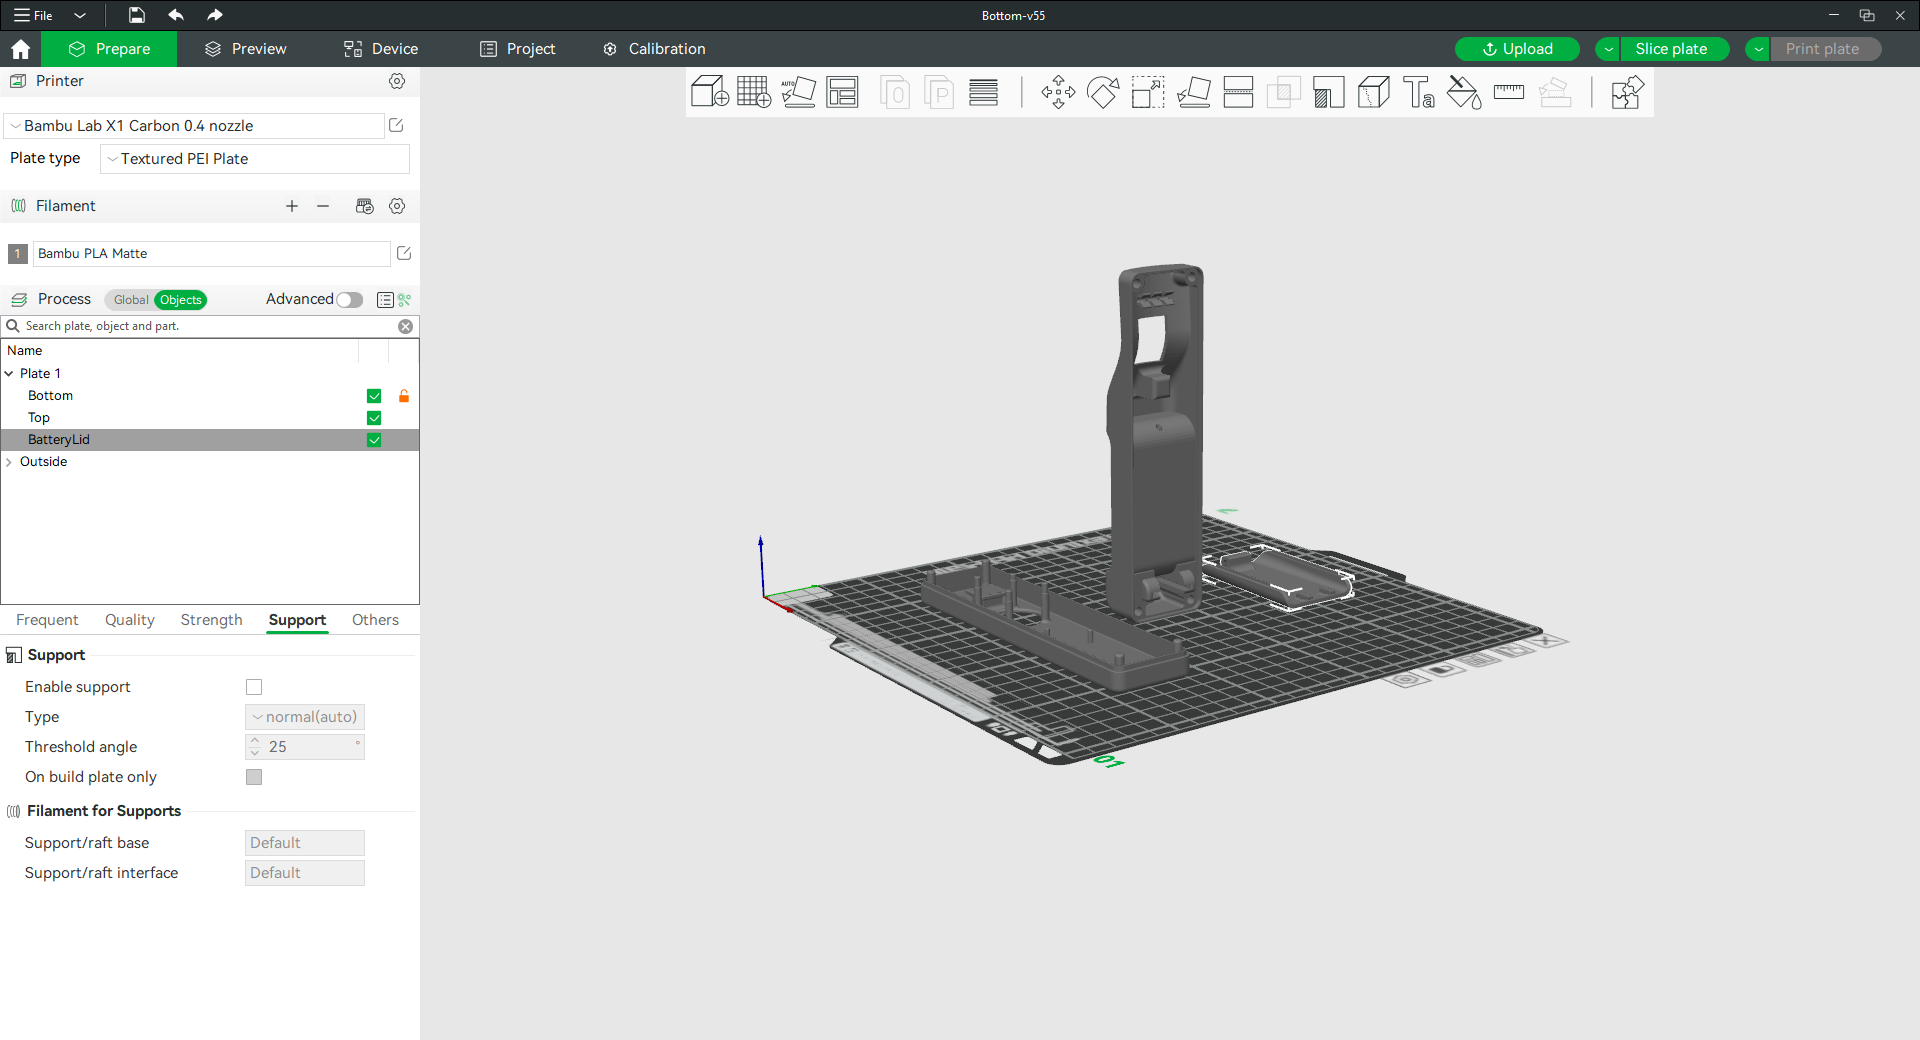 File
Bottom-v55
Prepare
Preview
Device
Project
Calibration
Upload
Slice plate
Print plate
Printer
Bambu Lab X1 Carbon 0.4 nozzle
Plate type
Textured PEI Plate
Filament
1
Bambu PLA Matte
Process
Global
Objects
Advanced
Search plate, object and part.
Name
Plate 1
Bottom
Top
BatteryLid
Outside
Frequent
Quality
Strength
Support
Others
Support
Enable support
Type
normal(auto)
Threshold angle
25
°
On build plate only
Filament for Supports
Support/raft base
Default
Support/raft interface
Default
AUTO
0
P
Ta
01